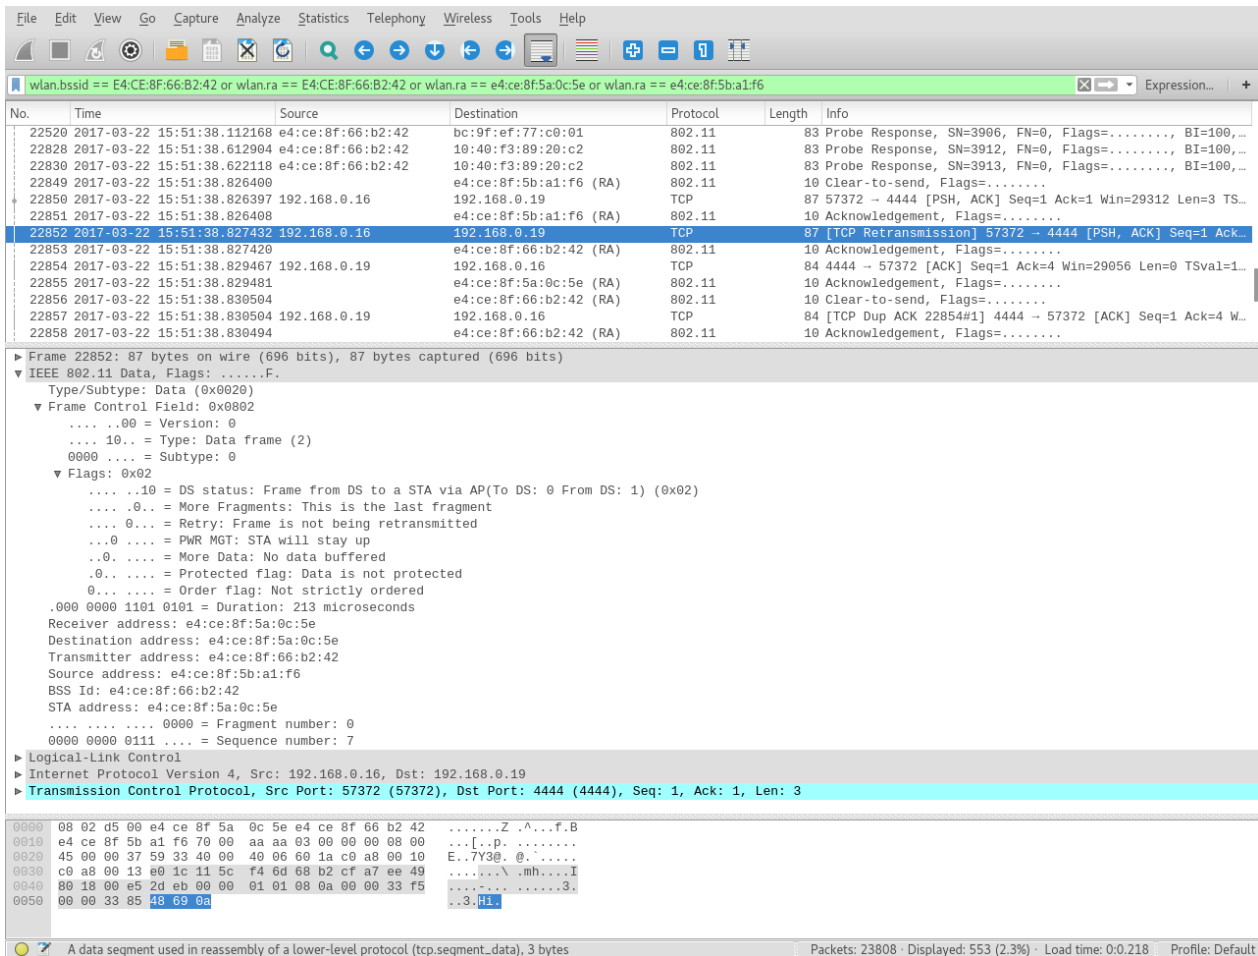 File Edit View Go Capture Analyze Statistics Telephony Wireless Tools Help
wlan.bssid == E4:CE:8F:66:B2:42 or wlan.ra == E4:CE:8F:66:B2:42 or wlan.ra == e4:ce:8f:5a:0c:5e or wlan.ra == e4:ce:8f:5b:a1:f6 Expression... +
No. Time Source Destination Protocol Length Info
22520 2017-03-22 15:51:38.112168 e4:ce:8f:66:b2:42 bc:9f:ef:77:c0:01 802.11 83 Probe Response, SN=3906, FN=0, Flags=........, BI=100,…
22828 2017-03-22 15:51:38.612904 e4:ce:8f:66:b2:42 10:40:f3:89:20:c2 802.11 83 Probe Response, SN=3912, FN=0, Flags=........, BI=100,…
22830 2017-03-22 15:51:38.622118 e4:ce:8f:66:b2:42 10:40:f3:89:20:c2 802.11 83 Probe Response, SN=3913, FN=0, Flags=........, BI=100,…
22849 2017-03-22 15:51:38.826400 e4:ce:8f:5b:a1:f6 (RA) 802.11 10 Clear-to-send, Flags=........
22850 2017-03-22 15:51:38.826397 192.168.0.16 192.168.0.19 TCP 87 57372 → 4444 [PSH, ACK] Seq=1 Ack=1 Win=29312 Len=3 TS…
22851 2017-03-22 15:51:38.826408 e4:ce:8f:5b:a1:f6 (RA) 802.11 10 Acknowledgement, Flags=........
22852 2017-03-22 15:51:38.827432 192.168.0.16 192.168.0.19 TCP 87 [TCP Retransmission] 57372 → 4444 [PSH, ACK] Seq=1 Ack…
22853 2017-03-22 15:51:38.827420 e4:ce:8f:66:b2:42 (RA) 802.11 10 Acknowledgement, Flags=........
22854 2017-03-22 15:51:38.829467 192.168.0.19 192.168.0.16 TCP 84 4444 → 57372 [ACK] Seq=1 Ack=4 Win=29056 Len=0 TSval=1…
22855 2017-03-22 15:51:38.829481 e4:ce:8f:5a:0c:5e (RA) 802.11 10 Acknowledgement, Flags=........
22856 2017-03-22 15:51:38.830504 e4:ce:8f:66:b2:42 (RA) 802.11 10 Clear-to-send, Flags=........
22857 2017-03-22 15:51:38.830504 192.168.0.19 192.168.0.16 TCP 84 [TCP Dup ACK 22854#1] 4444 → 57372 [ACK] Seq=1 Ack=4 W…
22858 2017-03-22 15:51:38.830494 e4:ce:8f:66:b2:42 (RA) 802.11 10 Acknowledgement, Flags=........
Frame 22852: 87 bytes on wire (696 bits), 87 bytes captured (696 bits)
IEEE 802.11 Data, Flags: ......F.
Type/Subtype: Data (0x0020)
Frame Control Field: 0x0802
.... ..00 = Version: 0
.... 10.. = Type: Data frame (2)
0000 .... = Subtype: 0
Flags: 0x02
.... ..10 = DS status: Frame from DS to a STA via AP(To DS: 0 From DS: 1) (0x02)
.... .0.. = More Fragments: This is the last fragment
.... 0... = Retry: Frame is not being retransmitted
...0 .... = PWR MGT: STA will stay up
..0. .... = More Data: No data buffered
.0.. .... = Protected flag: Data is not protected
0... .... = Order flag: Not strictly ordered
.000 0000 1101 0101 = Duration: 213 microseconds
Receiver address: e4:ce:8f:5a:0c:5e
Destination address: e4:ce:8f:5a:0c:5e
Transmitter address: e4:ce:8f:66:b2:42
Source address: e4:ce:8f:5b:a1:f6
BSS Id: e4:ce:8f:66:b2:42
STA address: e4:ce:8f:5a:0c:5e
.... .... .... 0000 = Fragment number: 0
0000 0000 0111 .... = Sequence number: 7
Logical-Link Control
Internet Protocol Version 4, Src: 192.168.0.16, Dst: 192.168.0.19
Transmission Control Protocol, Src Port: 57372 (57372), Dst Port: 4444 (4444), Seq: 1, Ack: 1, Len: 3
0000 08 02 d5 00 e4 ce 8f 5a 0c 5e e4 ce 8f 66 b2 42 .......Z .^...f.B
0010 e4 ce 8f 5b a1 f6 70 00 aa aa 03 00 00 00 08 00 ...[..p. ........
0020 45 00 00 37 59 33 40 00 40 06 60 1a c0 a8 00 10 E..7Y3@. @.`.....
0030 c0 a8 00 13 e0 1c 11 5c f4 6d 68 b2 cf a7 ee 49 .......\ .mh....I
0040 80 18 00 e5 2d eb 00 00 01 01 08 0a 00 00 33 f5 ....-... ......3.
0050 00 00 33 85 48 69 0a ..3.Hi.
A data segment used in reassembly of a lower-level protocol (tcp.segment_data), 3 bytes Packets: 23808 · Displayed: 553 (2.3%) · Load time: 0:0.218 Profile: Default